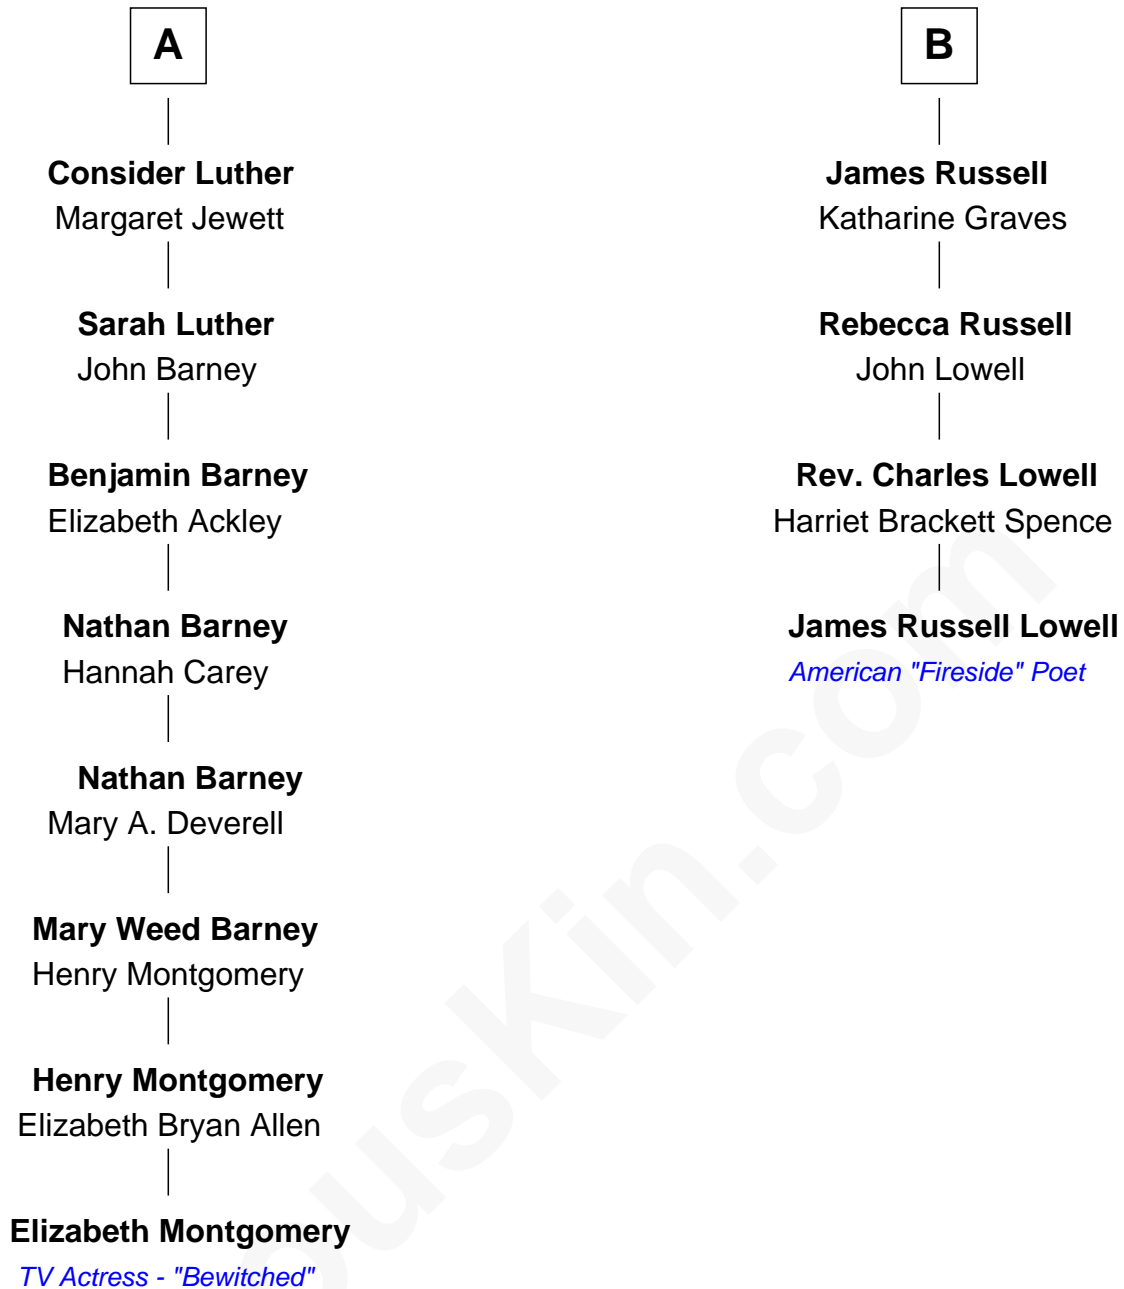 A
Consider Luther
Margaret Jewett
Sarah Luther
John Barney
Benjamin Barney
Elizabeth Ackley
Nathan Barney
Hannah Carey
Nathan Barney
Mary A. Deverell
Mary Weed Barney
Henry Montgomery
Henry Montgomery
Elizabeth Bryan Allen
Elizabeth Montgomery
TV Actress - "Bewitched"
B
James Russell
Katharine Graves
Rebecca Russell
John Lowell
Rev. Charles Lowell
Harriet Brackett Spence
James Russell Lowell
American "Fireside" Poet
ousKin.com